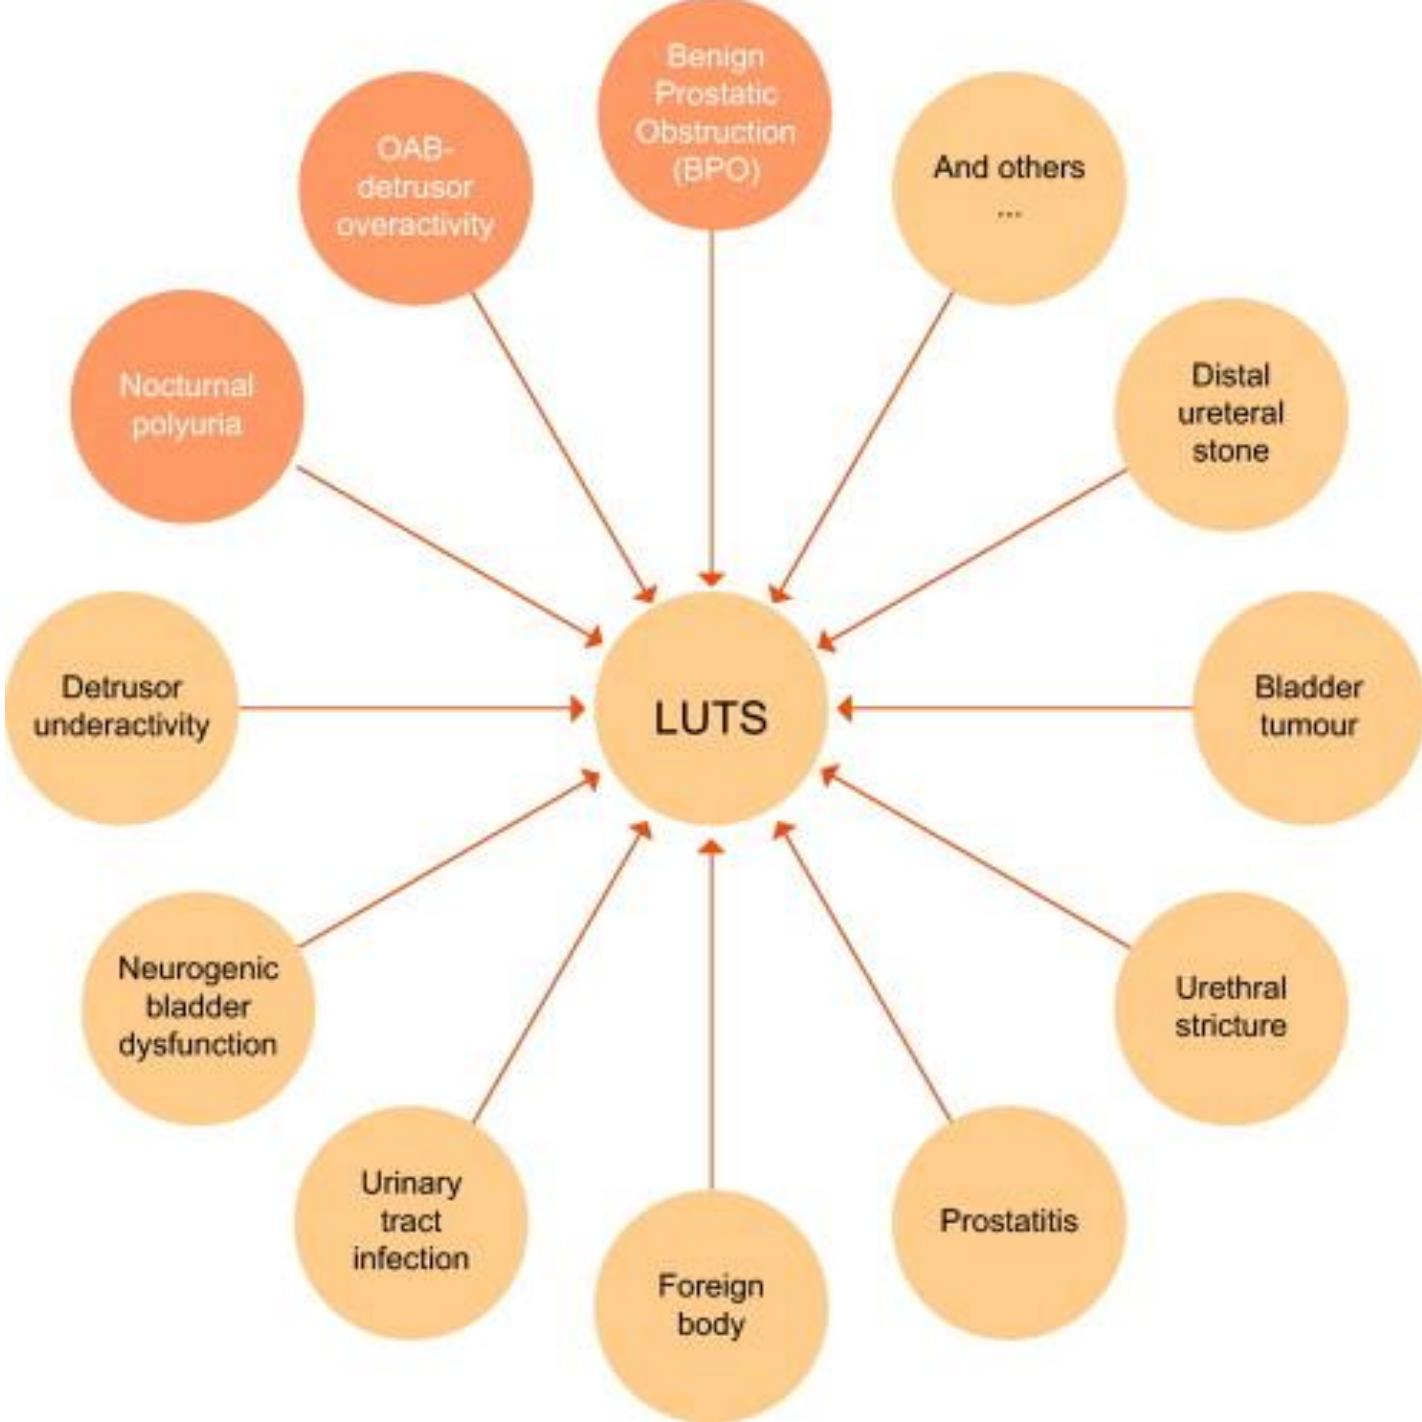 Benign
Prostatic
Obstruction
(BPO)
And others
...
Distal
ureteral
stone
Bladder
tumour
Urethral
stricture
Prostatitis
Foreign
body
Urinary
tract
infection
Neurogenic
bladder
dysfunction
Detrusor
underactivity
Nocturnal
polyuria
OAB-
detrusor
overactivity
LUTS